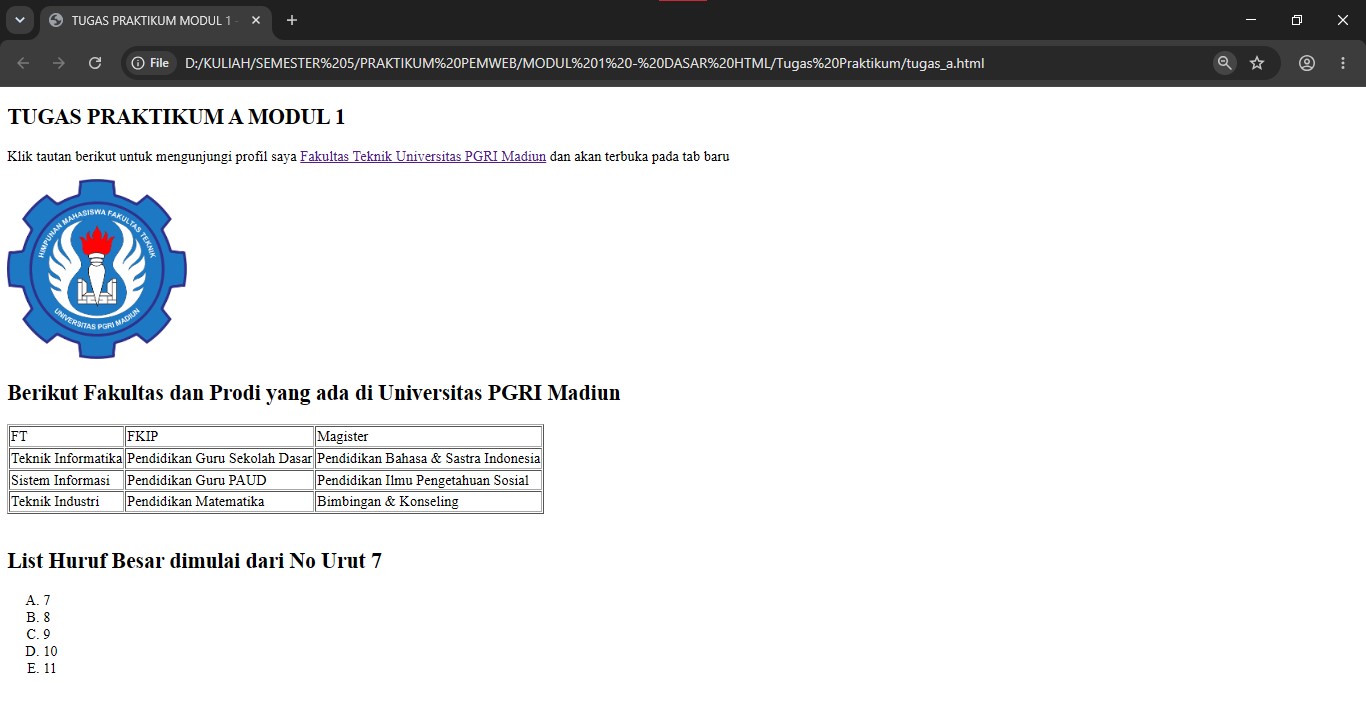 TUGAS PRAKTIKUM MODUL 1 -
File D:/KULIAH/SEMESTER%205/PRAKTIKUM%20PEMWEB/MODUL%201%20-%20DASAR%20HTML/Tugas%20Praktikum/tugas_a.html
TUGAS PRAKTIKUM A MODUL 1
Klik tautan berikut untuk mengunjungi profil saya Fakultas Teknik Universitas PGRI Madiun dan akan terbuka pada tab baru
HIMPUNAN MAHASISWA FAKULTAS TEKNIK
UNIVERSITAS PGRI MADIUN
Berikut Fakultas dan Prodi yang ada di Universitas PGRI Madiun
FT FKIP Magister
Teknik Informatika Pendidikan Guru Sekolah Dasar Pendidikan Bahasa & Sastra Indonesia
Sistem Informasi Pendidikan Guru PAUD Pendidikan Ilmu Pengetahuan Sosial
Teknik Industri Pendidikan Matematika Bimbingan & Konseling
List Huruf Besar dimulai dari No Urut 7
A. 7
B. 8
C. 9
D. 10
E. 11